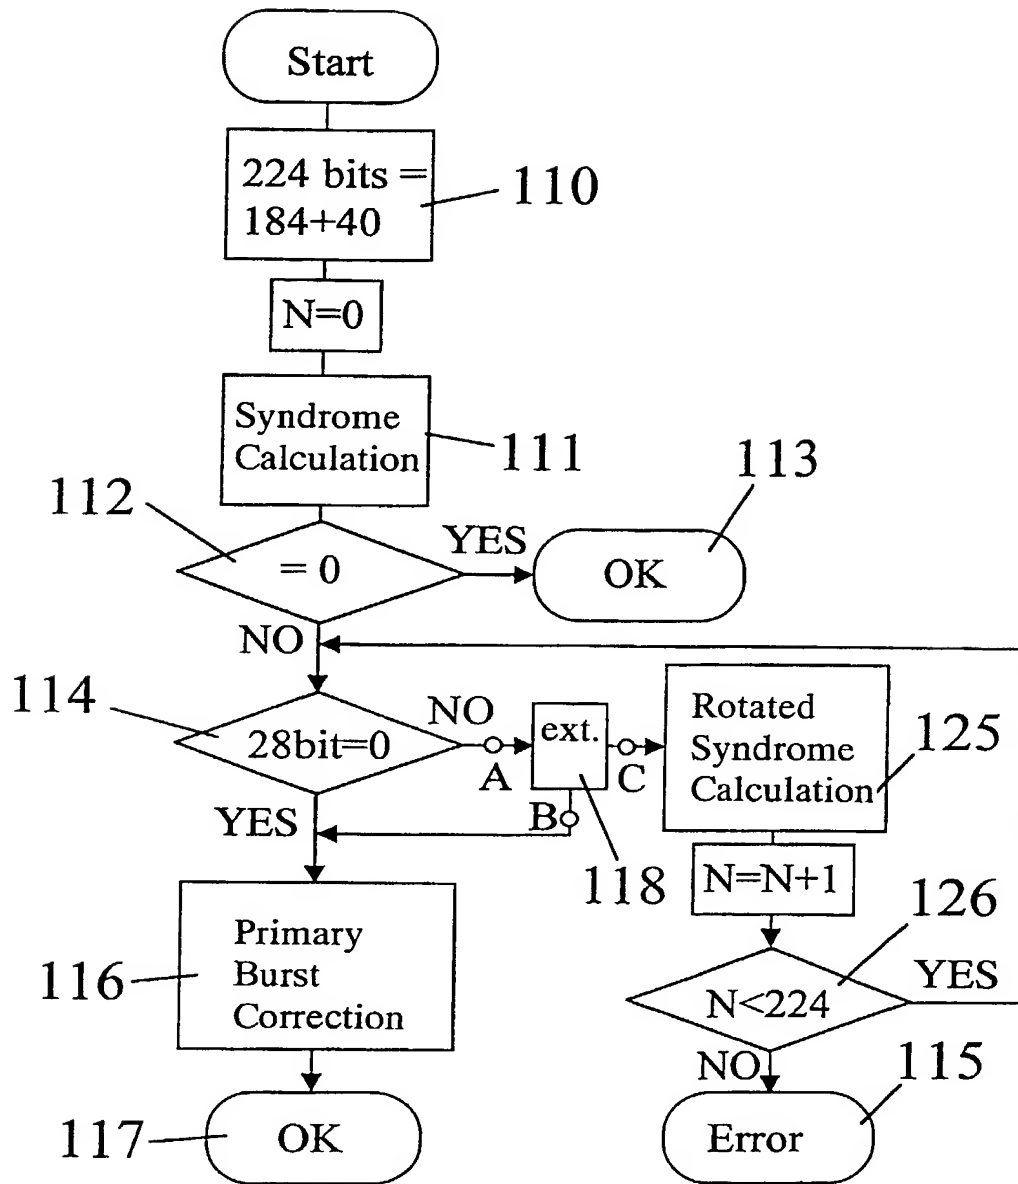 Start
224 bits =
184+40
110
N=0
Syndrome
Calculation
111
112
= 0
YES
OK
113
NO
114
28bit=0
NO
A
ext.
B
C
118
Rotated
Syndrome
Calculation
125
YES
N=N+1
126
N<224
YES
Primary
Burst
Correction
116
NO
115
OK
117
Error